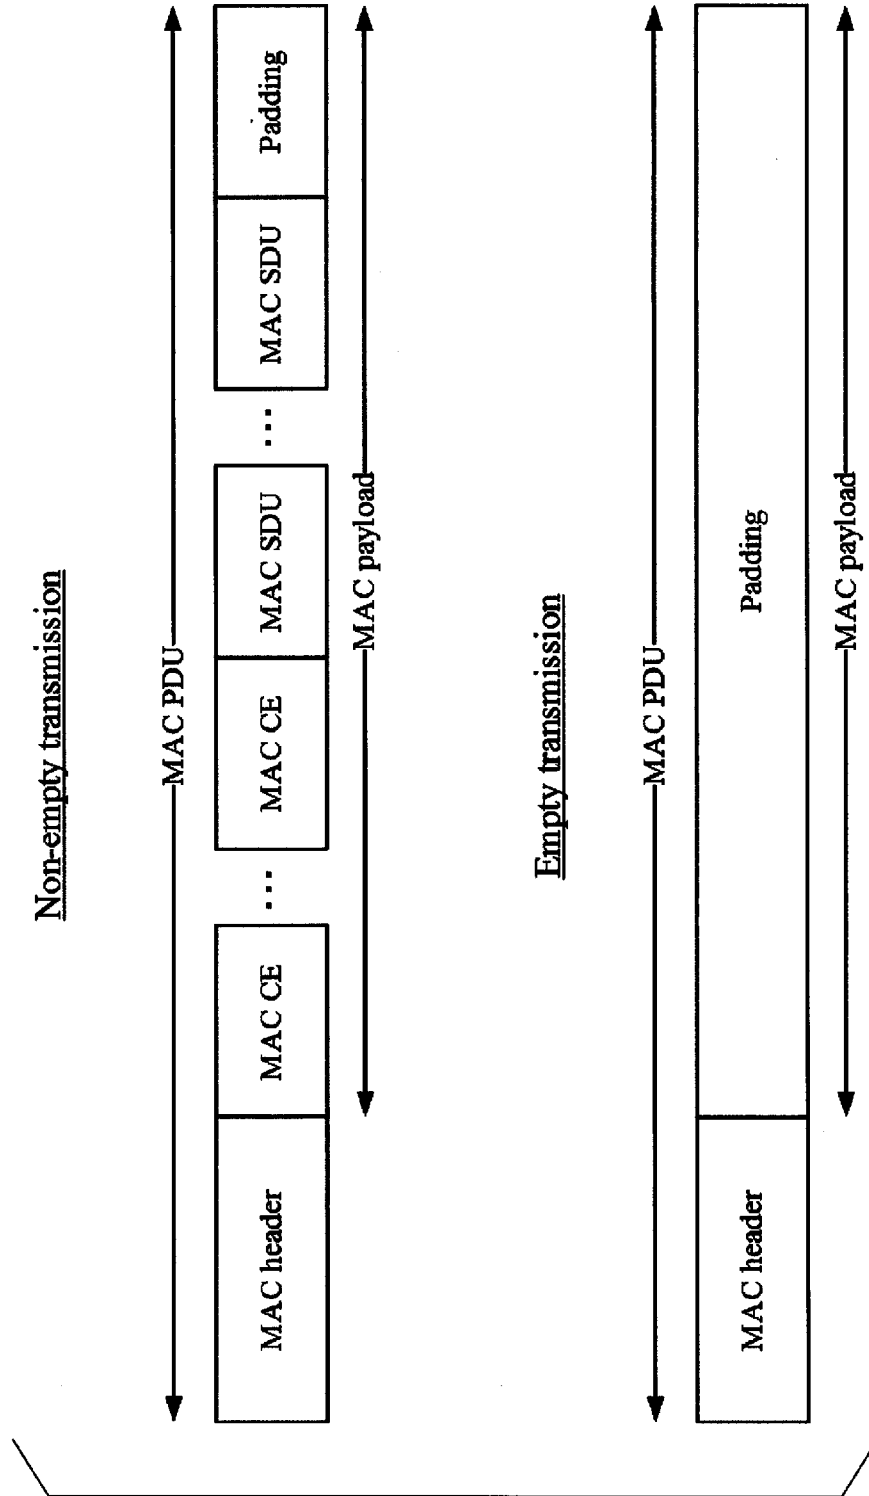 Non-empty transmission
MAC PDU
MAC header
MAC CE
...
MAC CE
MAC SDU
...
MAC SDU
Padding
MAC payload
Empty transmission
MAC PDU
MAC header
Padding
MAC payload